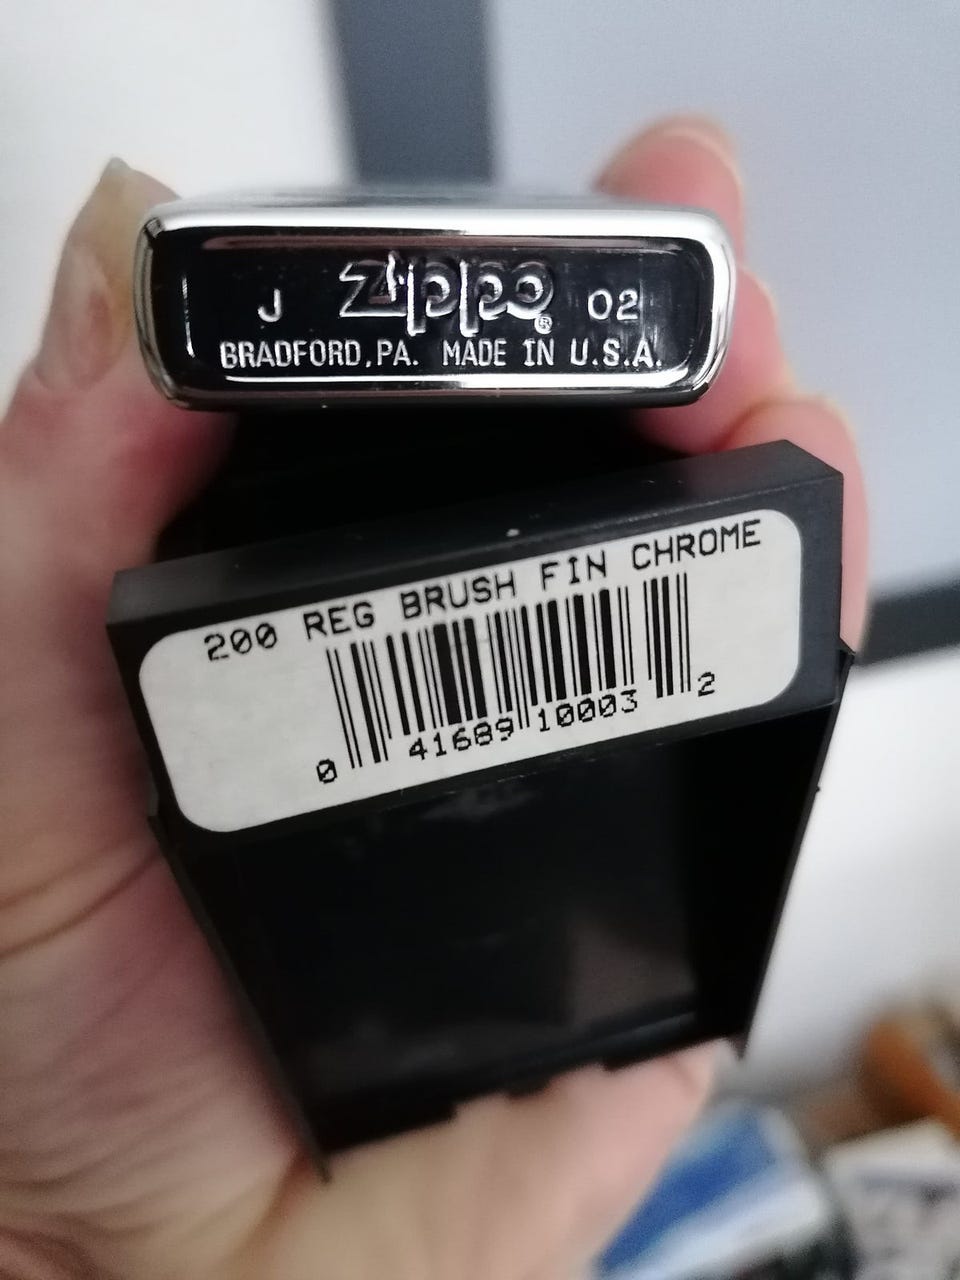 J Zippo® 02
BRADFORD,PA. MADE IN U.S.A.
200 REG BRUSH FIN CHROME
0 41689 10003 2